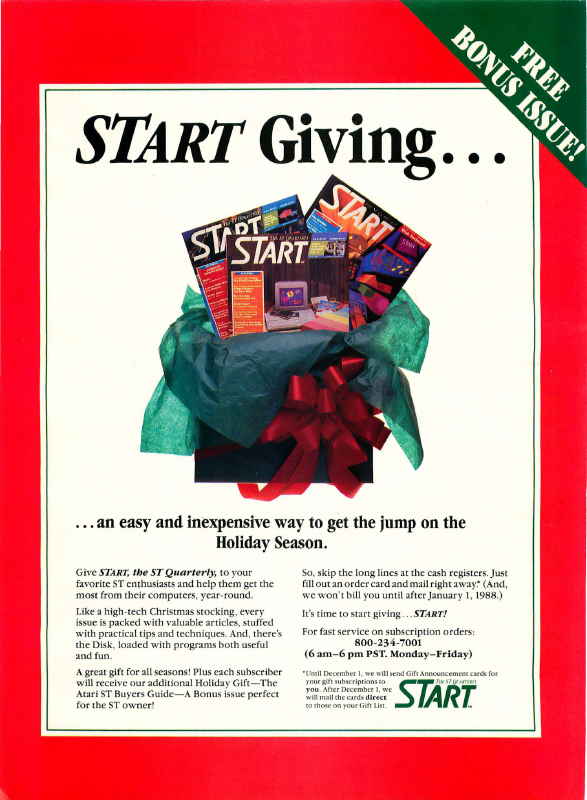 FREE
BONUS ISSUE!
START Giving...
START
START
THE ST QUARTERLY
START
...an easy and inexpensive way to get the jump on the
Holiday Season.
Give START, the ST Quarterly, to your
favorite ST enthusiasts and help them get the
most from their computers, year-round.
Like a high-tech Christmas stocking, every
issue is packed with valuable articles, stuffed
with practical tips and techniques. And, there's
the Disk, loaded with programs both useful
and fun.
A great gift for all seasons! Plus each subscriber
will receive our additional Holiday Gift—The
Atari ST Buyers Guide—A Bonus issue perfect
for the ST owner!
So, skip the long lines at the cash registers. Just
fill out an order card and mail right away.* (And,
we won't bill you until after January 1, 1988.)
It's time to start giving...START!
For fast service on subscription orders:
800-234-7001
(6 am–6 pm PST. Monday–Friday)
*Until December 1, we will send Gift Announcement cards for
your gift subscriptions to
you. After December 1, we
will mail the cards direct
to those on your Gift List.
THE ST QUARTERLY
START